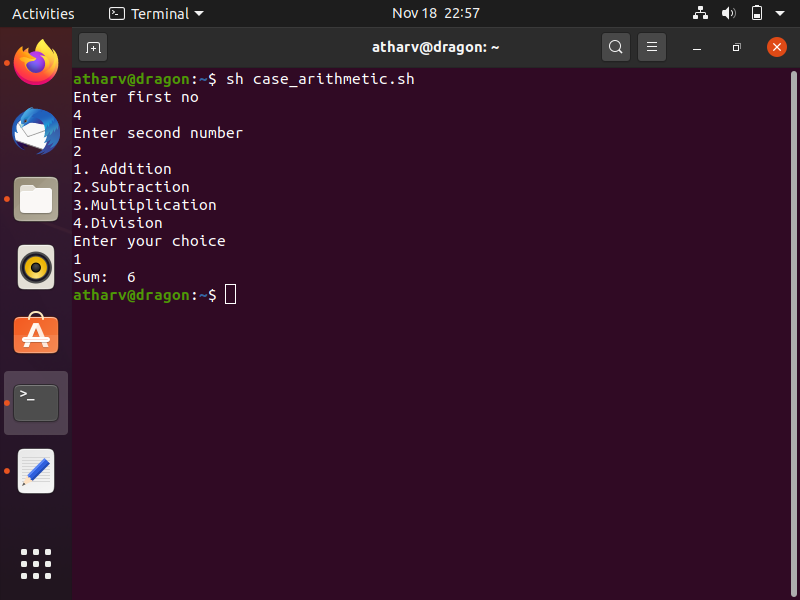 Activities
Terminal
Nov 18 22:57
atharv@dragon: ~
atharv@dragon:~$ sh case_arithmetic.sh
Enter first no
4
Enter second number
2
1. Addition
2.Subtraction
3.Multiplication
4.Division
Enter your choice
1
Sum:  6
atharv@dragon:~$
>_